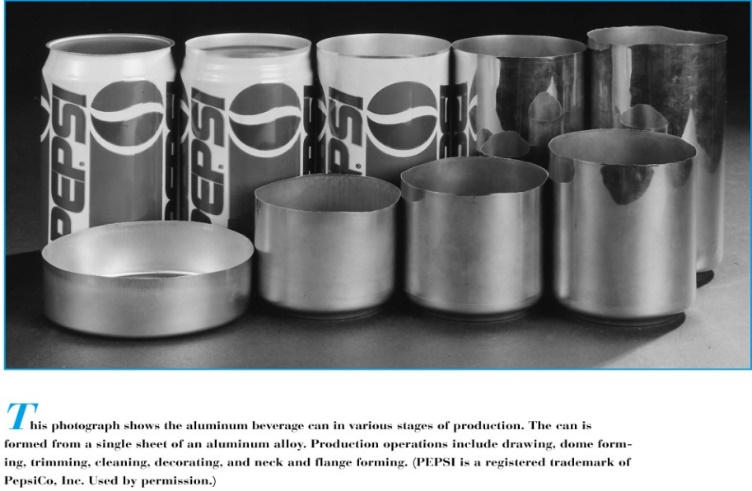 PEPSI
PEPSI
PEPSI
This photograph shows the aluminum beverage can in various stages of production. The can is
formed from a single sheet of an aluminum alloy. Production operations include drawing, dome form-
ing, trimming, cleaning, decorating, and neck and flange forming. (PEPSI is a registered trademark of
PepsiCo, Inc. Used by permission.)